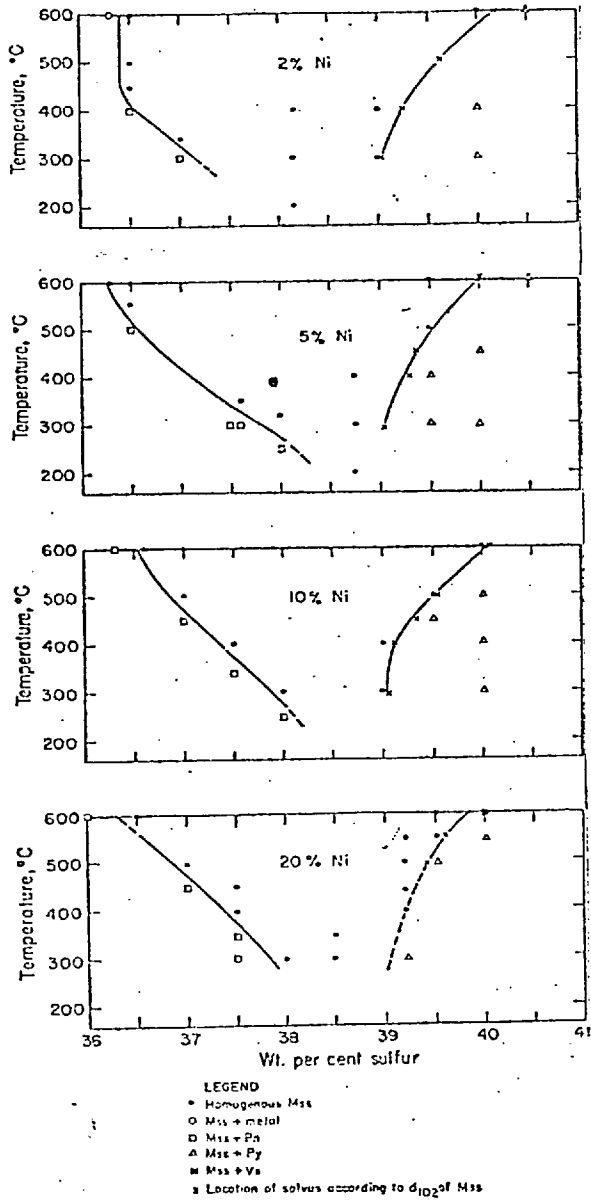 600
500
400
300
200
Temperature, °C
2% Ni
600
500
400
300
200
Temperature, °C
5% Ni
600
500
400
300
200
Temperature, °C
10% Ni
600
500
400
300
200
Temperature, °C
20% Ni
36 37 38 39 40 41
Wt. per cent sulfur
LEGEND
Homogenous Mss
Mss + metal
Mss + Pn
Mss + Py
Mss + Vs
x Location of solvus according to d102 of Mss